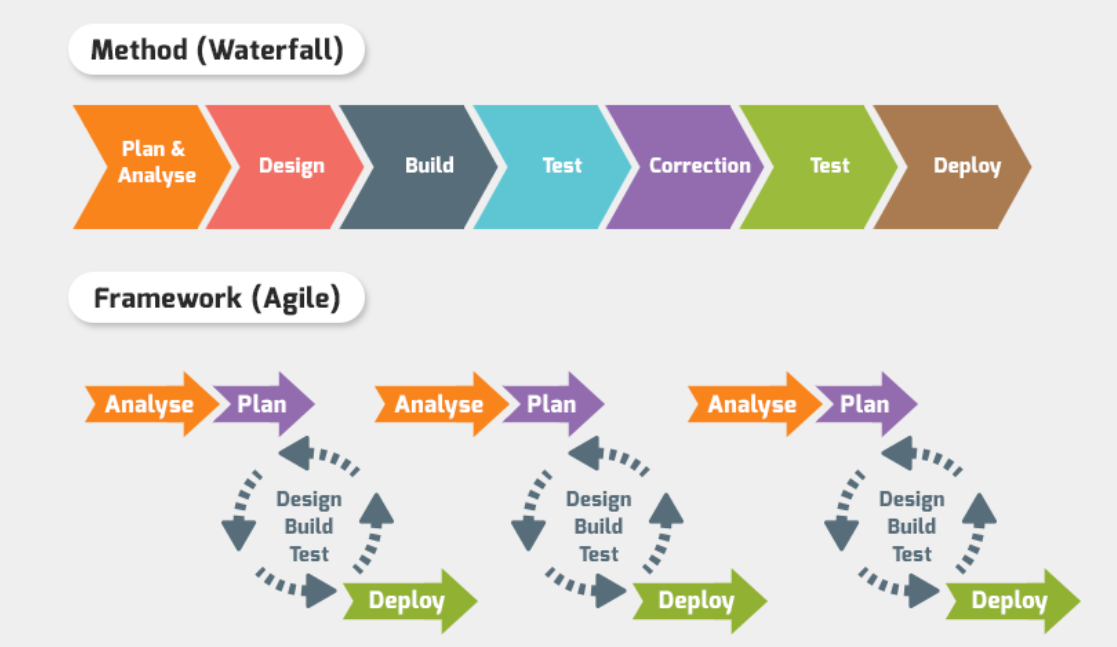 Method (Waterfall)
Plan &
Analyse
Design
Build
Test
Correction
Test
Deploy
Framework (Agile)
Analyse
Plan
Design
Build
Test
Deploy
Analyse
Plan
Design
Build
Test
Deploy
Analyse
Plan
Design
Build
Test
Deploy